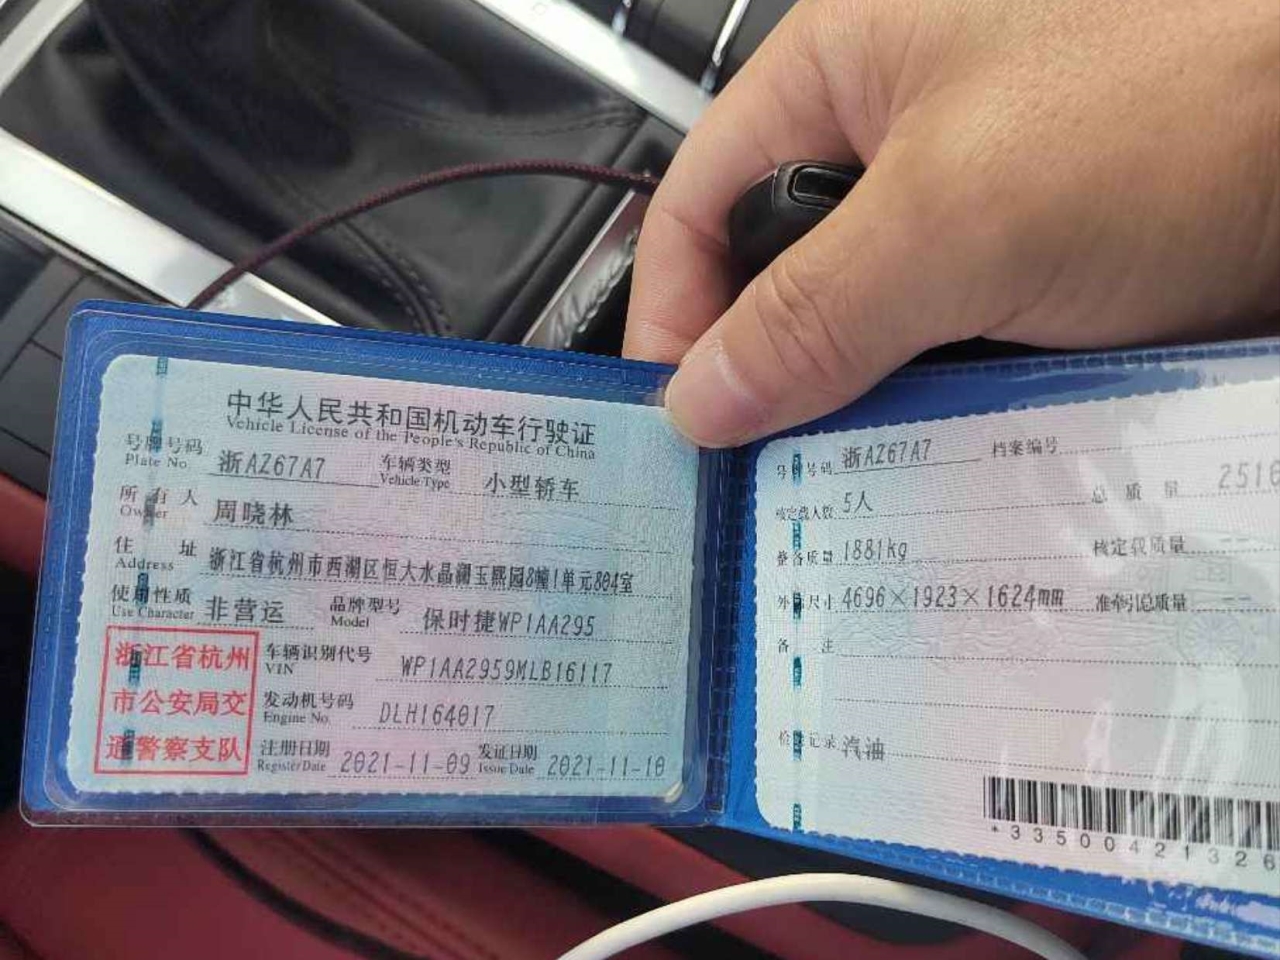 中华人民共和国机动车行驶证
Vehicle License of the People's Republic of China
号牌号码 浙AZ67A7 车辆类型 小型轿车
Plate No. Vehicle Type
所有人 周晓林
Owner
住址 浙江省杭州市西湖区恒大水晶澜玉熙园8幢1单元804室
Address
使用性质 非营运 品牌型号 保时捷WP1AA295
Use Character Model
浙江省杭州
市公安局交
通警察支队
车辆识别代号 WP1AA2959MLB16117
VIN
发动机号码 DLH164017
Engine No.
注册日期 2021-11-09 发证日期 2021-11-10
Register Date Issue Date
号牌号码 浙AZ67A7 档案编号
核定载人数 5人 总质量 2516
整备质量 1881kg 核定载质量 --
外廓尺寸 4696×1923×1624mm 准牵引总质量 --
备注
检验记录 汽油
*33500421326